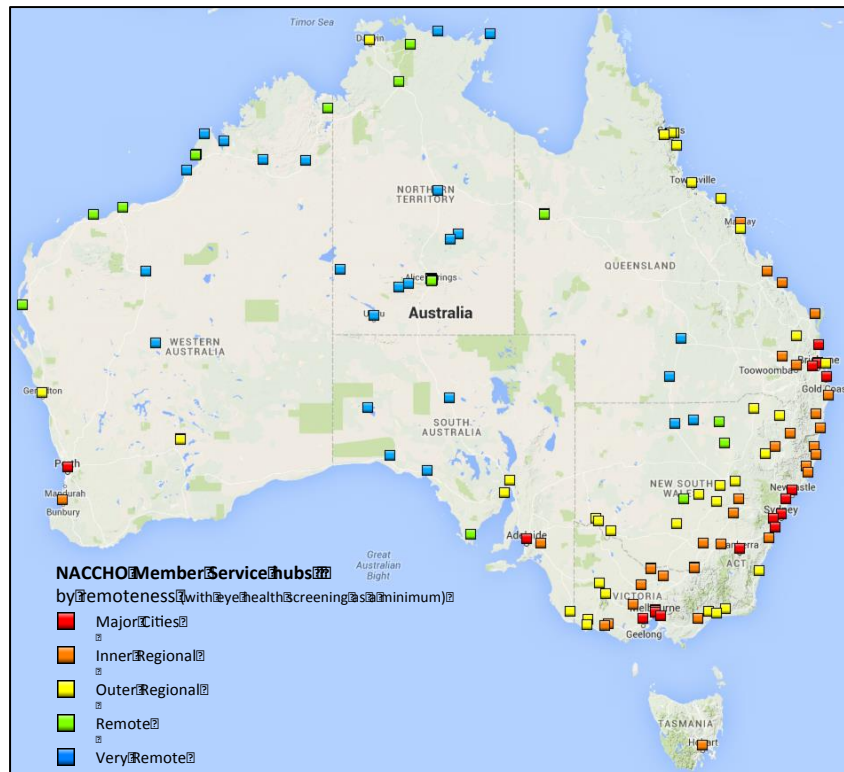 Timor Sea
Darwin
Cairns
Townsville
NORTHERN
TERRITORY
Mackay
QUEENSLAND
Alice Springs
Uluru
Australia
WESTERN
AUSTRALIA
Brisbane
Toowoomba
Gold Coast
Geraldton
SOUTH
AUSTRALIA
Perth
Mandurah
Bunbury
NEW SOUTH
WALES
Newcastle
Sydney
Adelaide
Canberra
ACT
Great
Australian
Bight
VICTORIA
Melbourne
Geelong
TASMANIA
Hobart
NACCHO Member Service hubs
by remoteness (with eye health screening as a minimum)
Major Cities
Inner Regional
Outer Regional
Remote
Very Remote